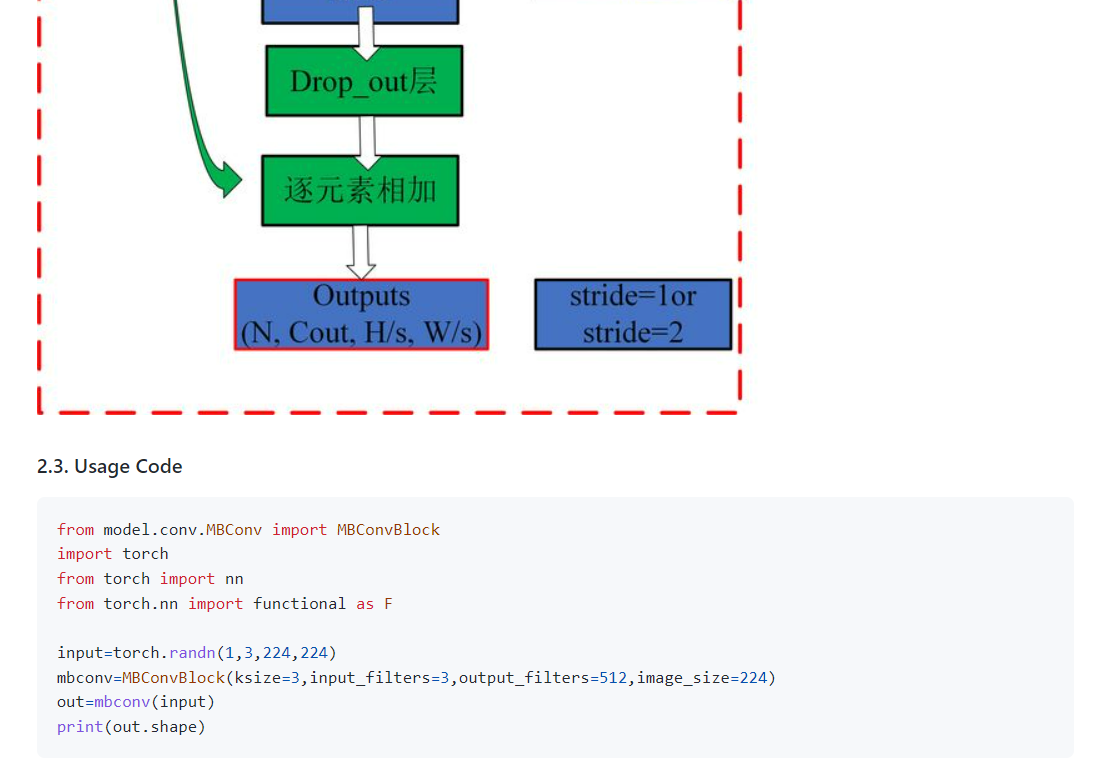 Drop_out层
逐元素相加
Outputs
(N, Cout, H/s, W/s)
stride=1or
stride=2
2.3. Usage Code
from model.conv.MBConv import MBConvBlock
import torch
from torch import nn
from torch.nn import functional as F
input=torch.randn(1,3,224,224)
mbconv=MBConvBlock(ksize=3,input_filters=3,output_filters=512,image_size=224)
out=mbconv(input)
print(out.shape)